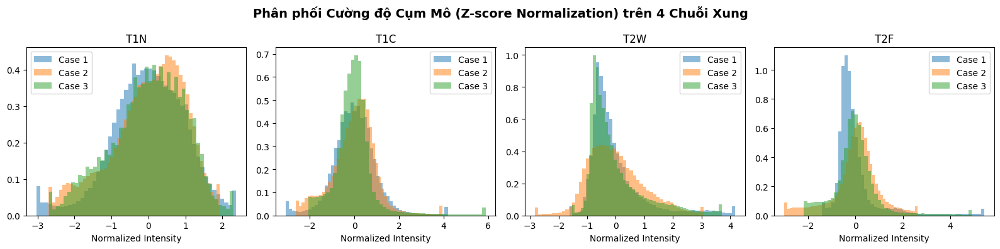 Phân phối Cường độ Cụm Mô (Z-score Normalization) trên 4 Chuỗi Xung
T1N
Case 1
Case 2
Case 3
0.4
0.3
0.2
0.1
0.0
−3 −2 −1 0 1 2
Normalized Intensity
T1C
Case 1
Case 2
Case 3
0.7
0.6
0.5
0.4
0.3
0.2
0.1
0.0
−2 0 2 4 6
Normalized Intensity
T2W
Case 1
Case 2
Case 3
1.0
0.8
0.6
0.4
0.2
0.0
−3 −2 −1 0 1 2 3 4
Normalized Intensity
T2F
Case 1
Case 2
Case 3
1.0
0.8
0.6
0.4
0.2
0.0
−2 0 2 4
Normalized Intensity